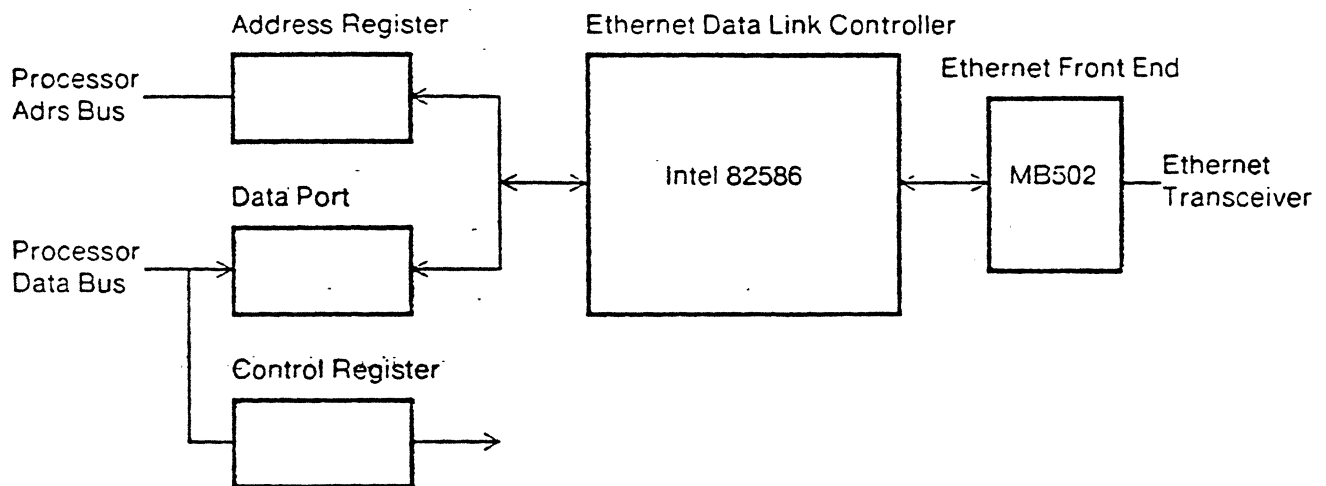 Address Register
Ethernet Data Link Controller
Processor
Adrs Bus
Ethernet Front End
Intel 82586
MB502
Ethernet
Transceiver
Data Port
Processor
Data Bus
Control Register